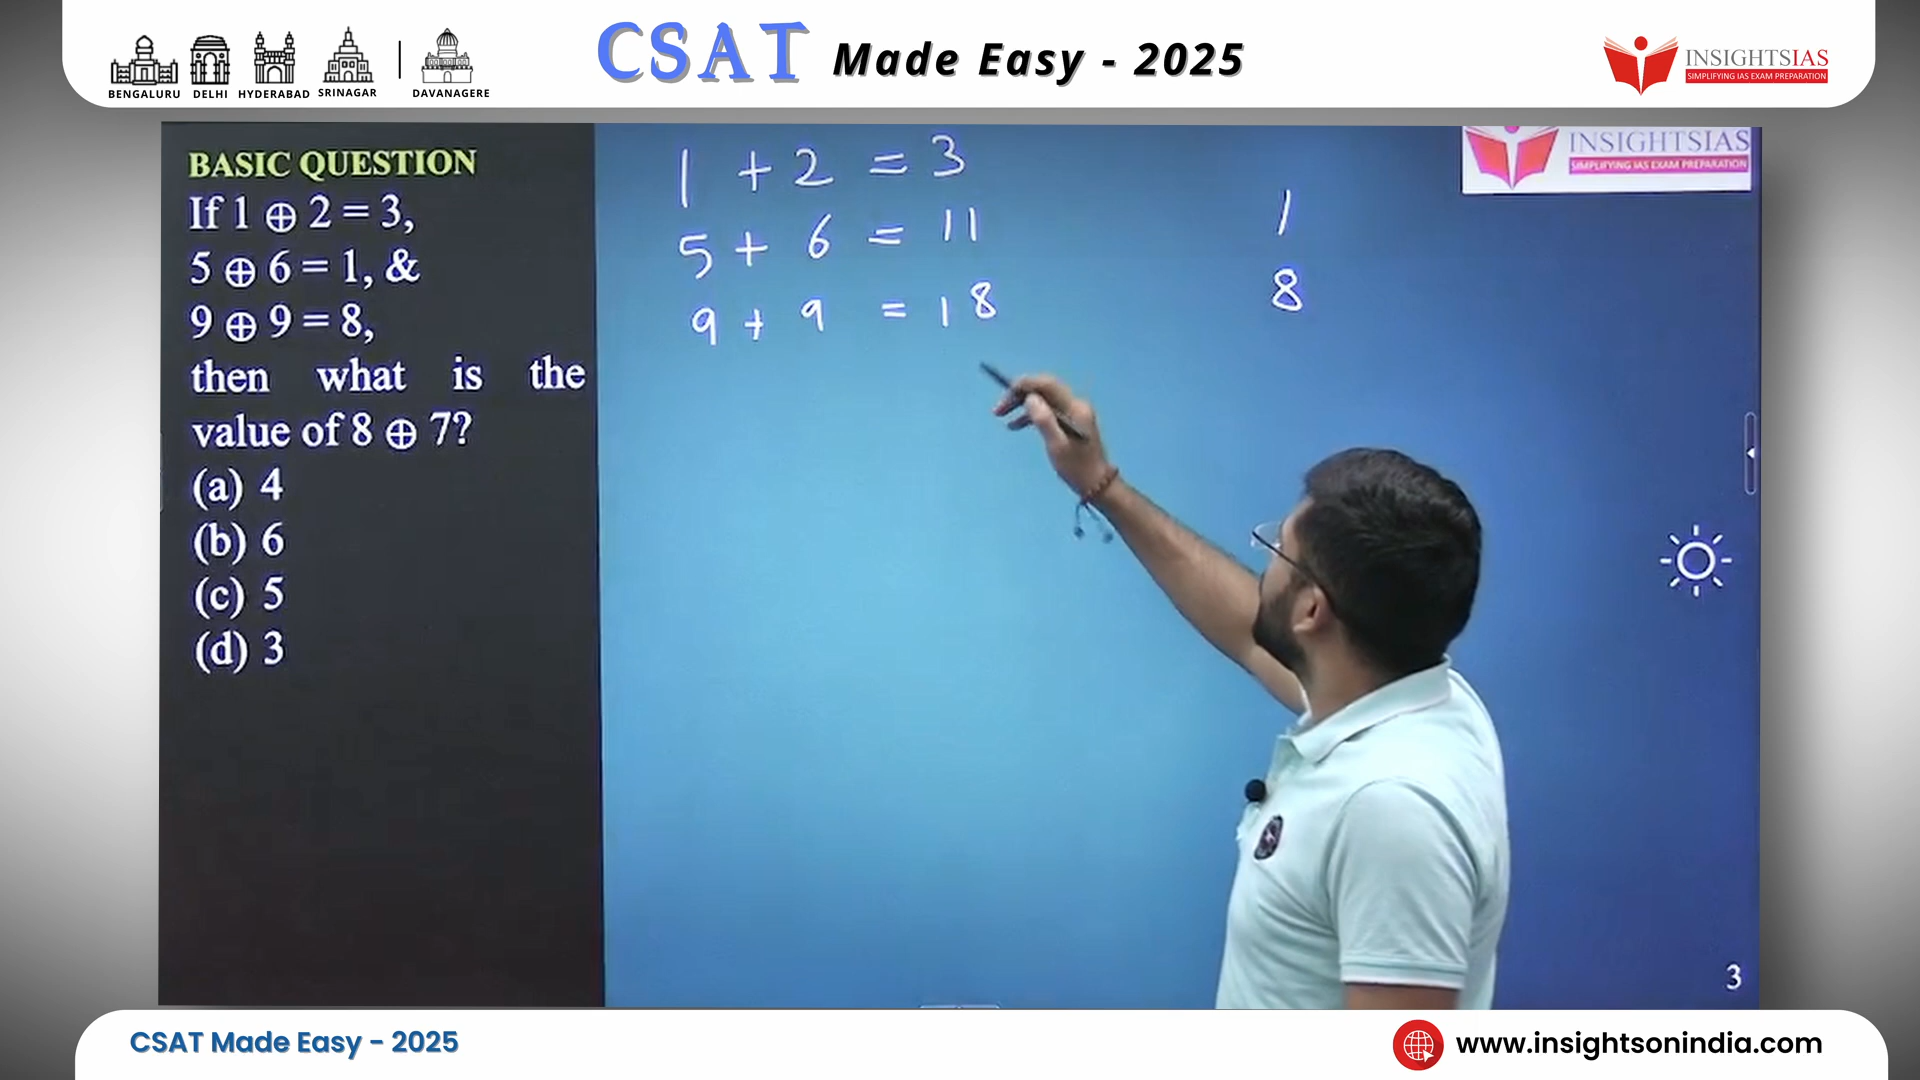 BENGALURU DELHI HYDERABAD SRINAGAR DAVANAGERE
CSAT Made Easy - 2025
INSIGHTSIAS
SIMPLIFYING IAS EXAM PREPARATION
INSIGHTSIAS
SIMPLIFYING IAS EXAM PREPARATION
BASIC QUESTION
If 1 ⊕ 2 = 3,
5 ⊕ 6 = 1, &
9 ⊕ 9 = 8,
then what is the
value of 8 ⊕ 7?
(a) 4
(b) 6
(c) 5
(d) 3
1 + 2 = 3
5 + 6 = 11
9 + 9 = 18
1
8
3
CSAT Made Easy - 2025
www.insightsonindia.com